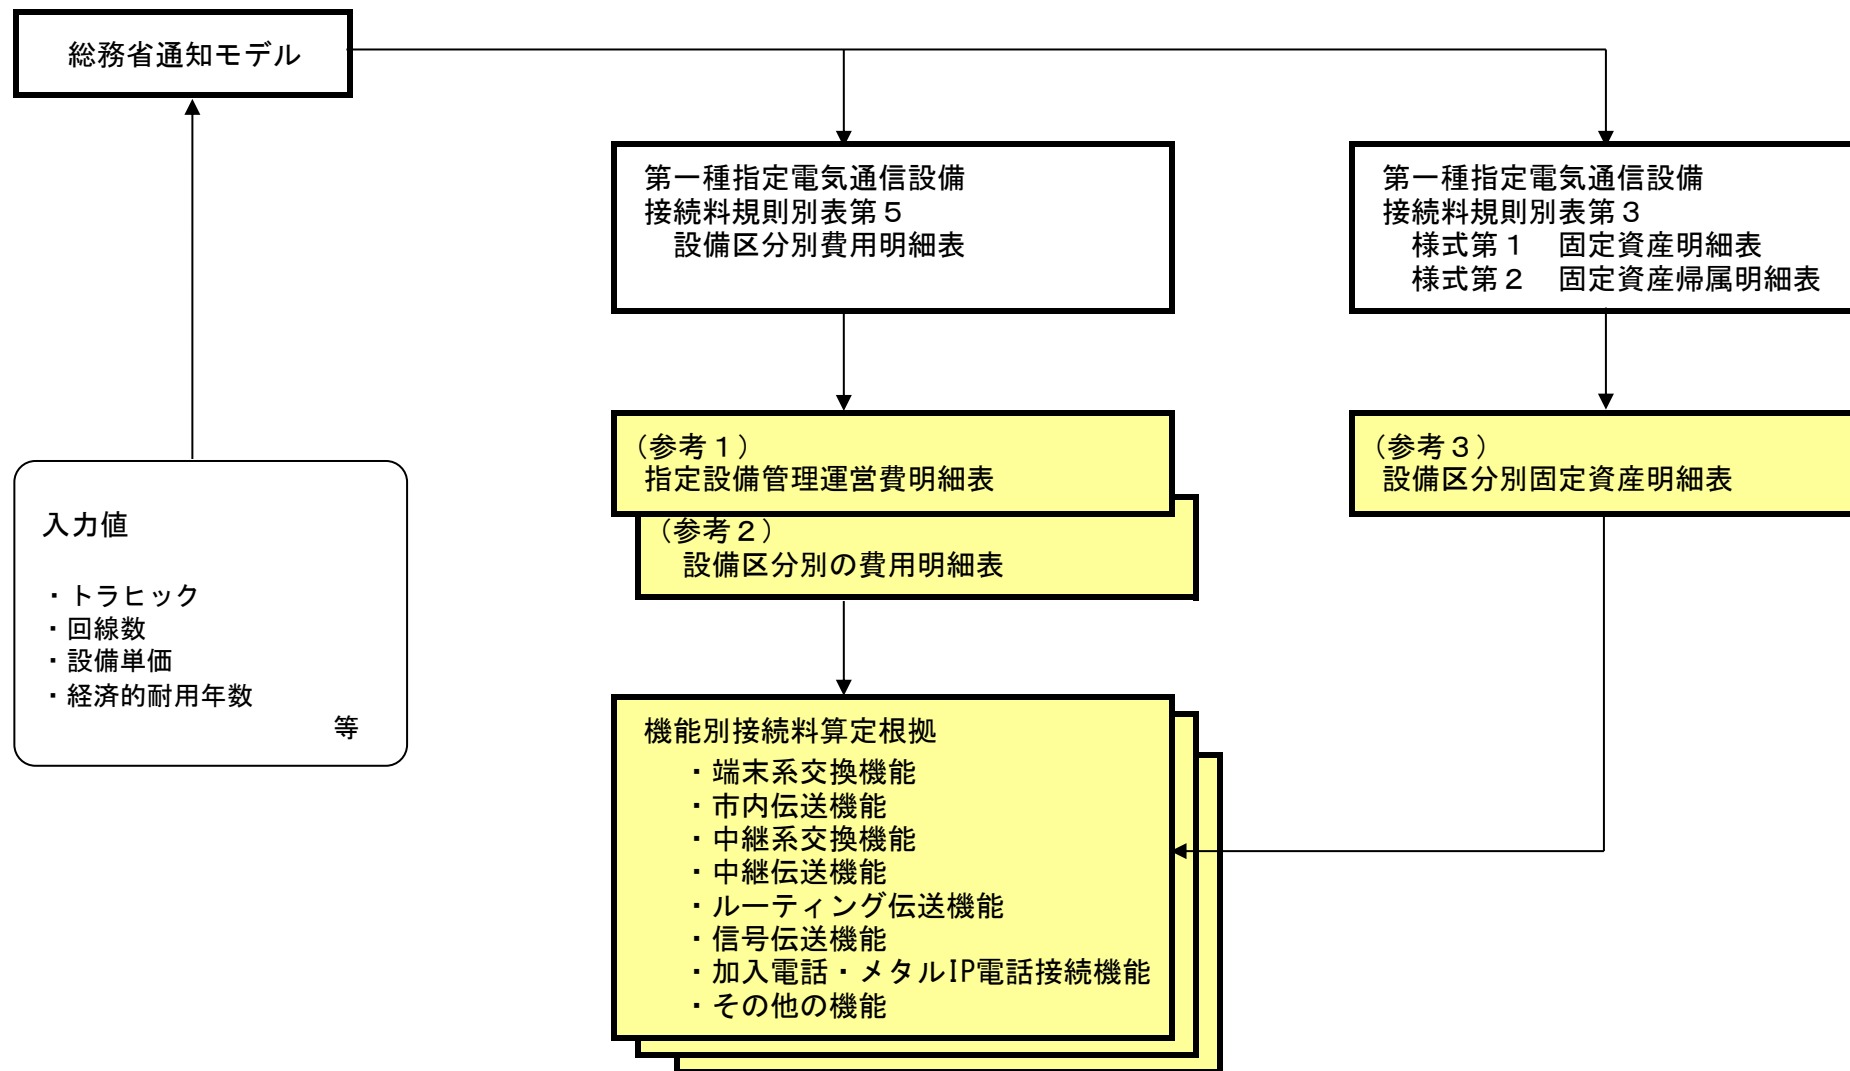 総務省通知モデル
第一種指定電気通信設備
接続料規則別表第５
設備区分別費用明細表
第一種指定電気通信設備
接続料規則別表第３
様式第１　固定資産明細表
様式第２　固定資産帰属明細表
（参考１）
指定設備管理運営費明細表
（参考２）
設備区分別の費用明細表
（参考３）
設備区分別固定資産明細表
入力値
・トラヒック
・回線数
・設備単価
・経済的耐用年数
等
機能別接続料算定根拠
・端末系交換機能
・市内伝送機能
・中継系交換機能
・中継伝送機能
・ルーティング伝送機能
・信号伝送機能
・加入電話・メタルIP電話接続機能
・その他の機能